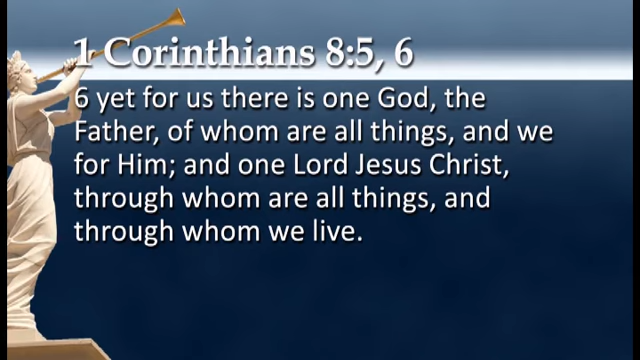 1 Corinthians 8:5, 6
6 yet for us there is one God, the
Father, of whom are all things, and we
for Him; and one Lord Jesus Christ,
through whom are all things, and
through whom we live.